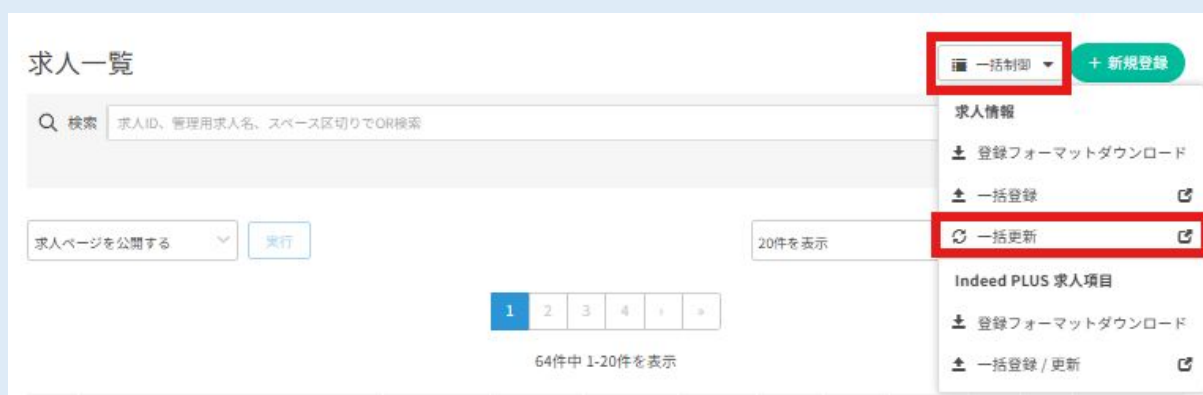 求人一覧
一括制御
+ 新規登録
検索
求人ID、管理用求人名、スペース区切りでOR検索
求人情報
登録フォーマットダウンロード
一括登録
一括更新
Indeed PLUS 求人項目
登録フォーマットダウンロード
一括登録 / 更新
求人ページを公開する
実行
20件を表示
1 2 3 4 › »
64件中 1-20件を表示